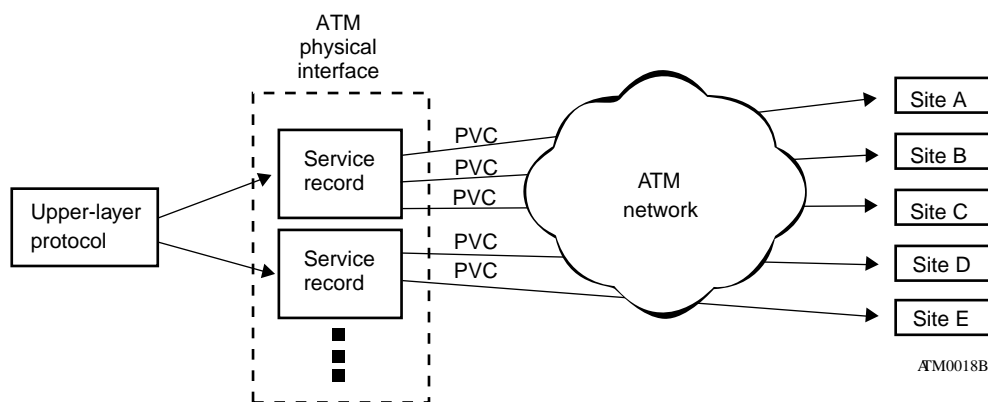 ATM
physical
interface
Upper-layer
protocol
Service
record
Service
record
PVC
PVC
PVC
PVC
PVC
ATM
network
Site A
Site B
Site C
Site D
Site E
ATM0018B